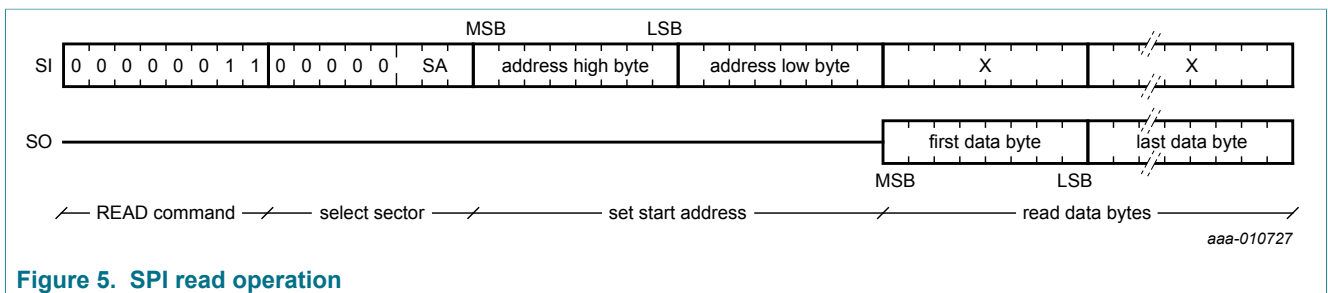 MSB LSB
SI 0 0 0 0 0 0 1 1 0 0 0 0 0 SA address high byte address low byte X X
SO first data byte last data byte
MSB LSB
READ command select sector set start address read data bytes
aaa-010727
Figure 5. SPI read operation